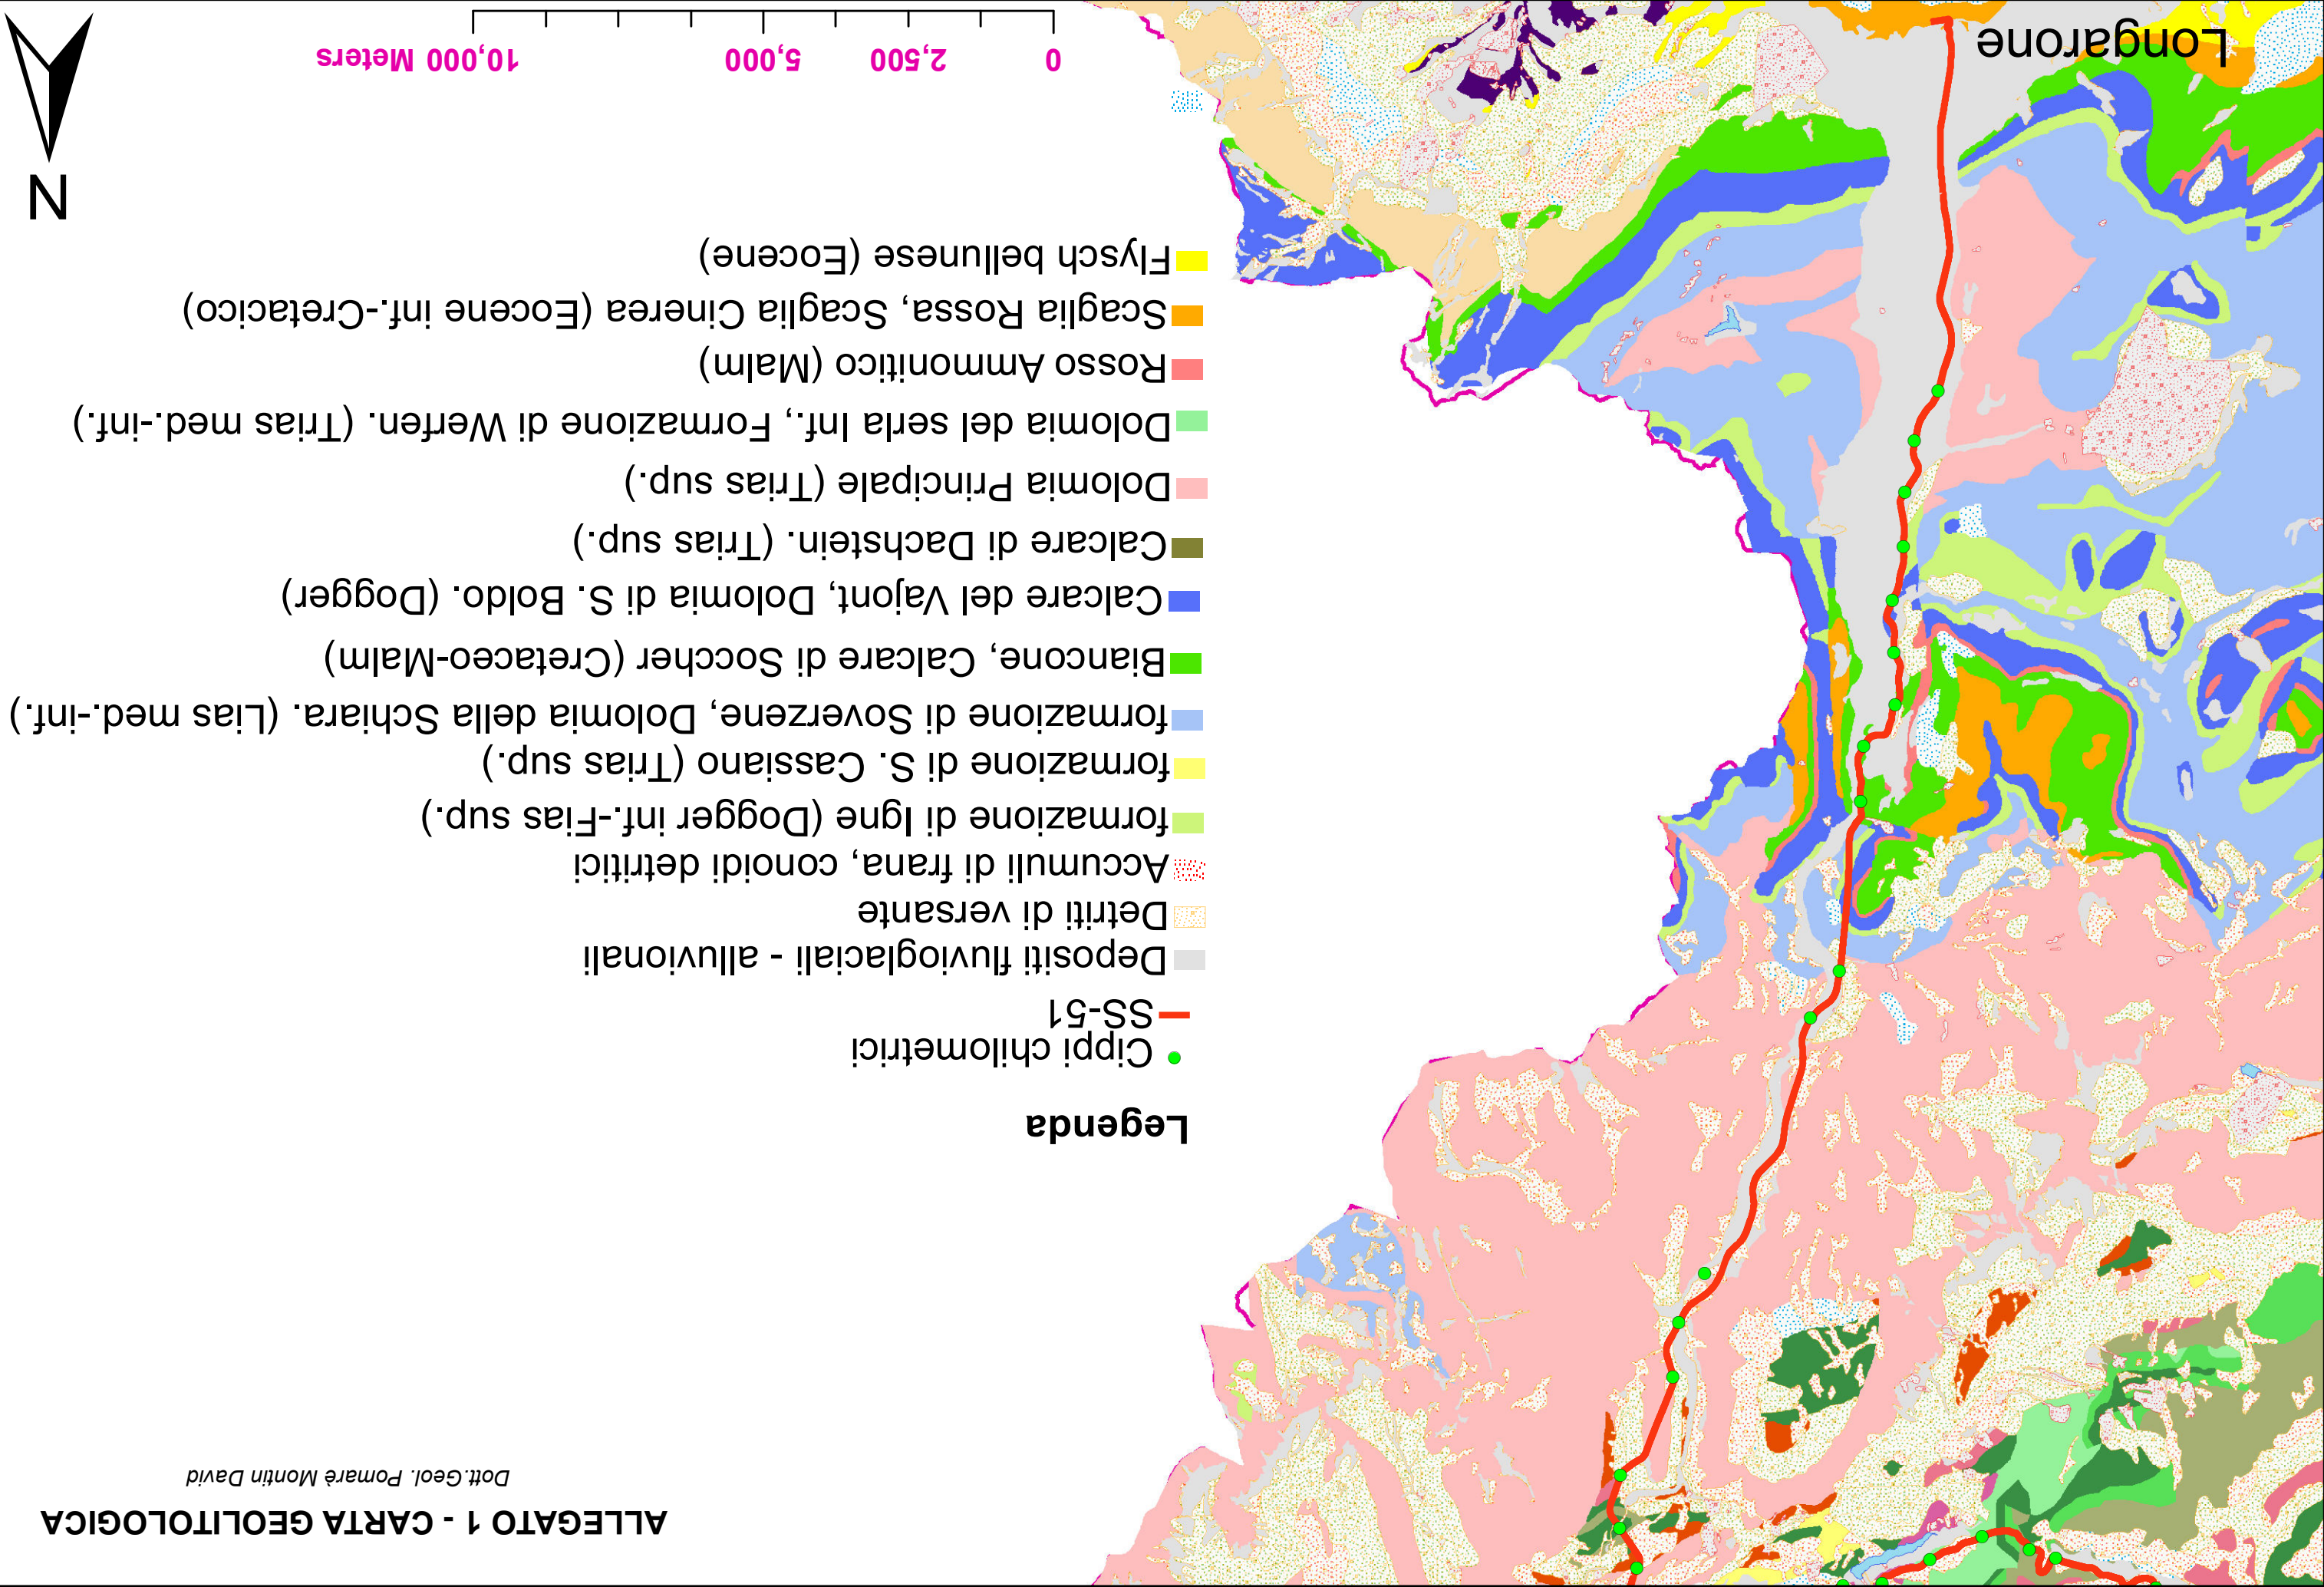 ALLEGATO 1 - CARTA GEOLITOLOGICA
Dott.Geol. Pomarè Montin David
Legenda
Cippi chilometrici
SS-51
Depositi fluvioglaciali - alluvionali
Detriti di versante
Accumuli di frana, conoidi detritici
formazione di Igne (Dogger inf.-Fias sup.)
formazione di S. Cassiano (Trias sup.)
formazione di Soverzene, Dolomia della Schiara. (Lias med.-inf.)
Biancone, Calcare di Soccher (Cretaceo-Malm)
Calcare del Vajont, Dolomia di S. Boldo. (Dogger)
Calcare di Dachstein. (Trias sup.)
Dolomia Principale (Trias sup.)
Dolomia del serla Inf., Formazione di Werfen. (Trias med.-inf.)
Rosso Ammonitico (Malm)
Scaglia Rossa, Scaglia Cinerea (Eocene inf.-Cretacico)
Flysch bellunese (Eocene)
N
0 2,500 5,000 10,000 Meters
Longarone